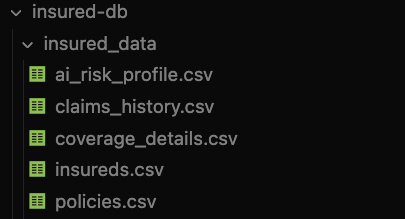 insured-db
insured_data
ai_risk_profile.csv
claims_history.csv
coverage_details.csv
insureds.csv
policies.csv